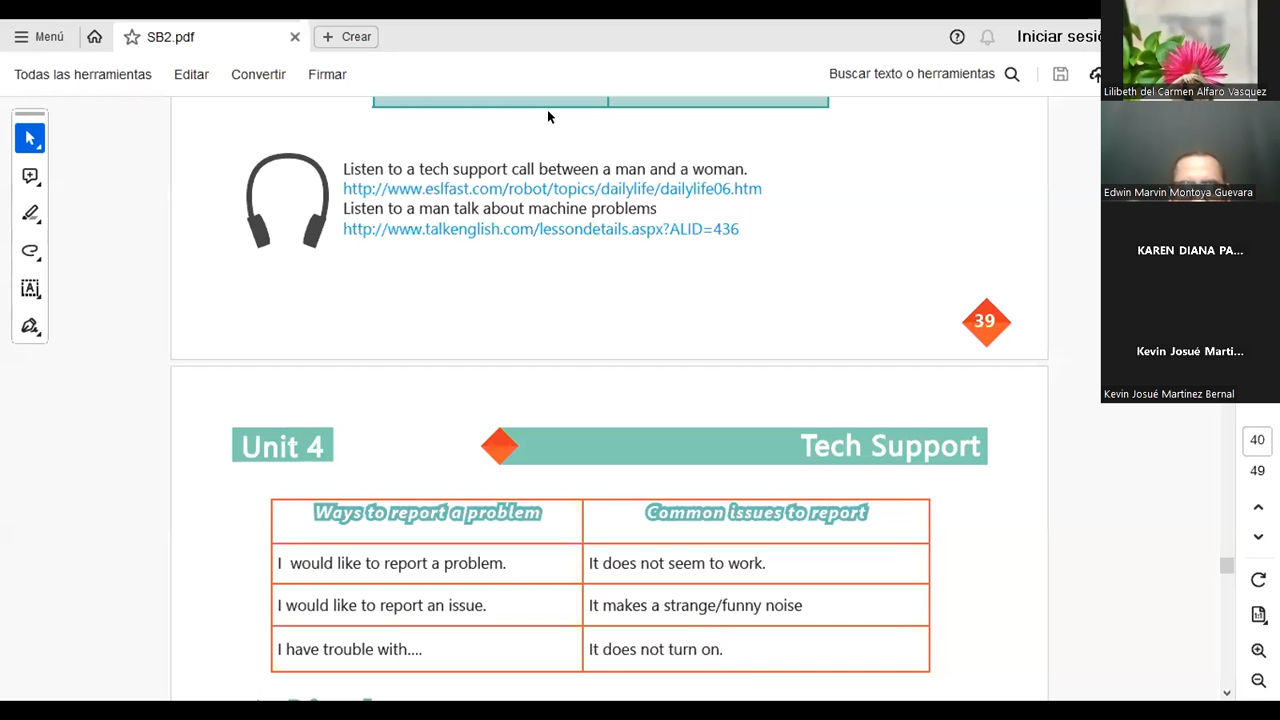 Menú
SB2.pdf
Crear
Iniciar sesi
Todas las herramientas
Editar
Convertir
Firmar
Buscar texto o herramientas
Lilibeth del Carmen Alfaro Vasquez
Listen to a tech support call between a man and a woman.
http://www.eslfast.com/robot/topics/dailylife/dailylife06.htm
Listen to a man talk about machine problems
http://www.talkenglish.com/lessondetails.aspx?ALID=436
Edwin Marvin Montoya Guevara
KAREN DIANA PA...
39
Kevin Josué Marti...
Kevin Josué Martinez Bernal
Unit 4
Tech Support
40
49
Ways to report a problem
Common issues to report
I would like to report a problem.
It does not seem to work.
I would like to report an issue.
It makes a strange/funny noise
I have trouble with....
It does not turn on.